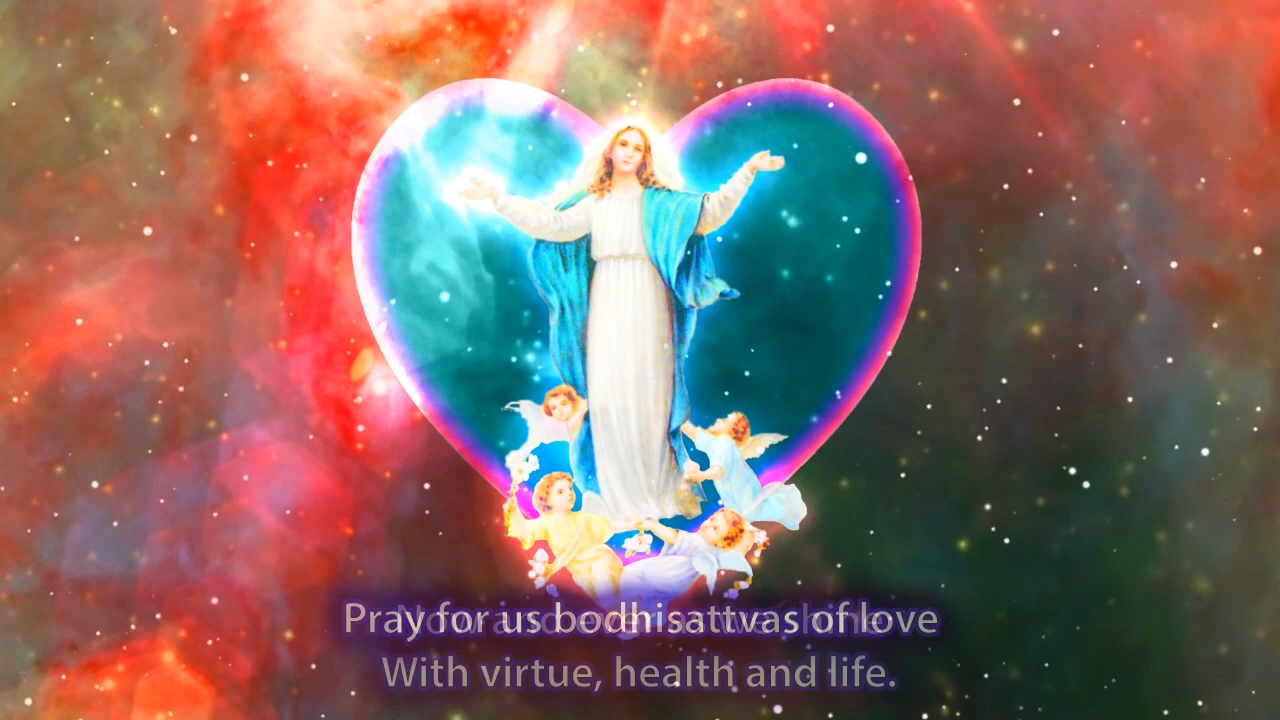 Pray for us bodhisattvas of love
With virtue, health and life.